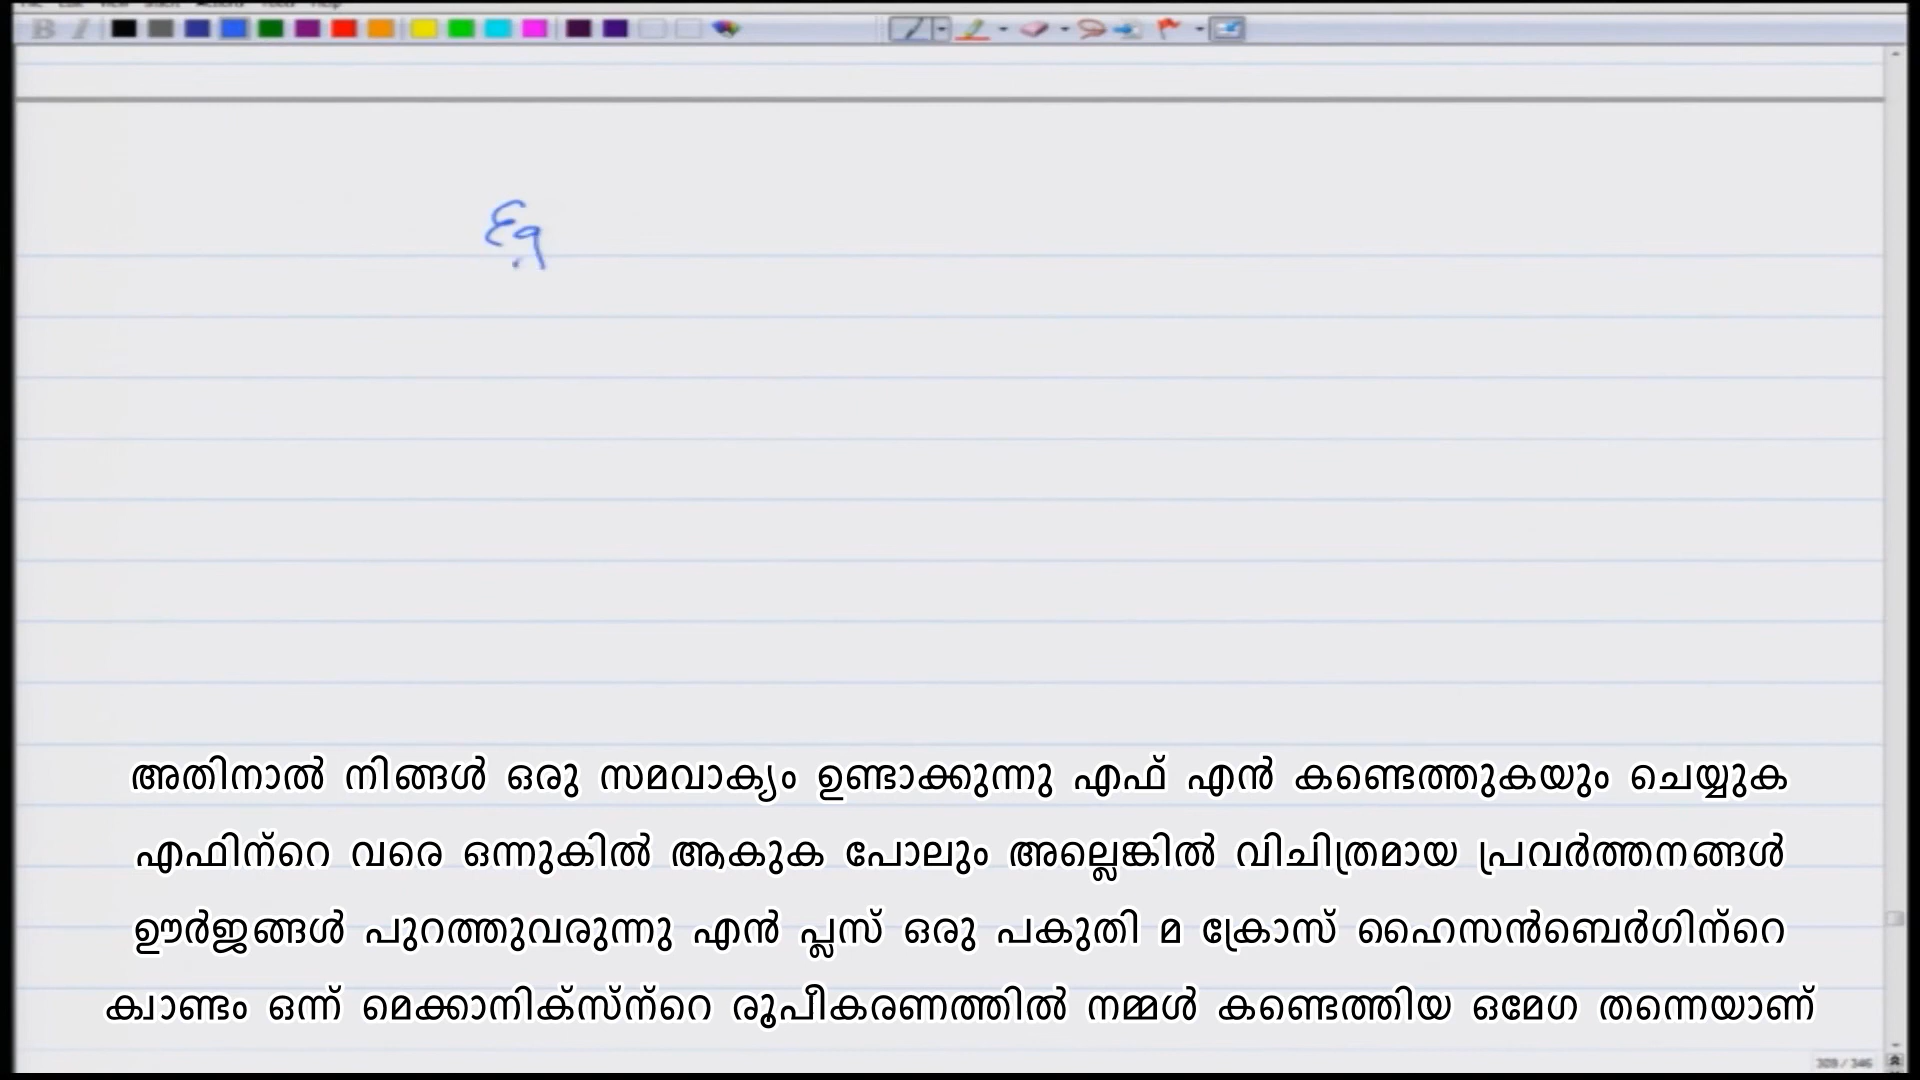 Eq
അതിനാൽ നിങ്ങൾ ഒരു സമവാക്യം ഉണ്ടാക്കുന്നു എഫ് എൻ കണ്ടെത്തുകയും ചെയ്യുക
എഫിന്റെ വരെ ഒന്നുകിൽ ആകുക പോലും അല്ലെങ്കിൽ വിചിത്രമായ പ്രവർത്തനങ്ങൾ
ഊർജങ്ങൾ പുറത്തുവരുന്നു എൻ പ്ലസ് ഒരു പകുതി മ ക്രോസ് ഹൈസൻബെർഗിന്റെ
ക്വാണ്ടം ഒന്ന് മെക്കാനിക്സ്ന്റെ രൂപീകരണത്തിൽ നമ്മൾ കണ്ടെത്തിയ ഒമേഗ തന്നെയാണ്